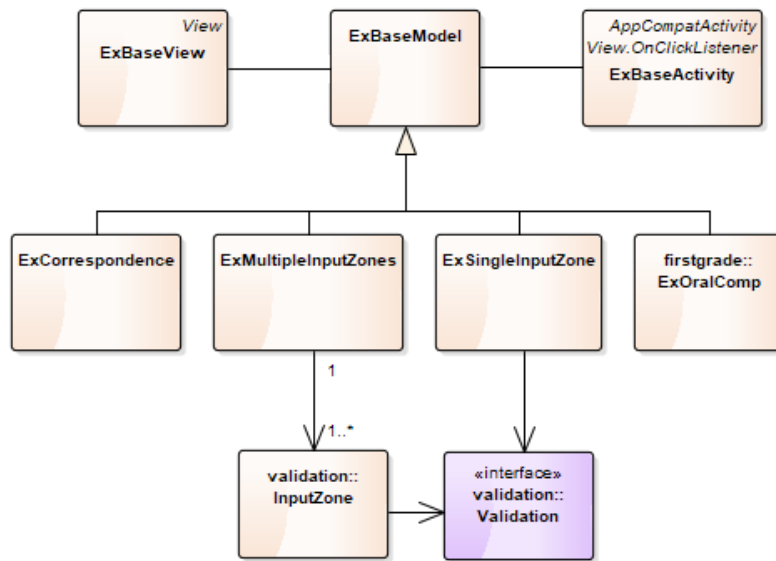 View
ExBaseView
ExBaseModel
AppCompatActivity
View.OnClickListener
ExBaseActivity
ExCorrespondence
ExMultipleInputZones
ExSingleInputZone
firstgrade::
ExOralComp
1
1..*
validation::
InputZone
«interface»
validation::
Validation